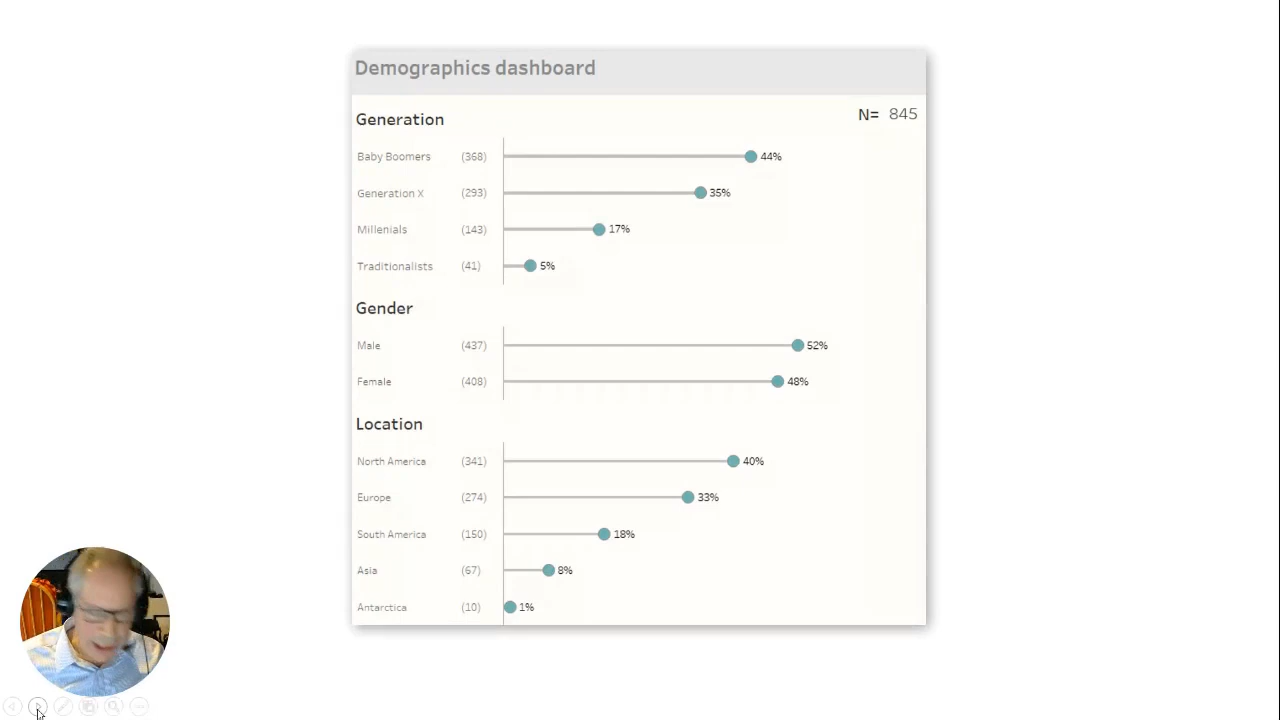 Demographics dashboard
N= 845
Generation
Baby Boomers (368) 44%
Generation X (293) 35%
Millenials (143) 17%
Traditionalists (41) 5%
Gender
Male (437) 52%
Female (408) 48%
Location
North America (341) 40%
Europe (274) 33%
South America (150) 18%
Asia (67) 8%
Antarctica (10) 1%